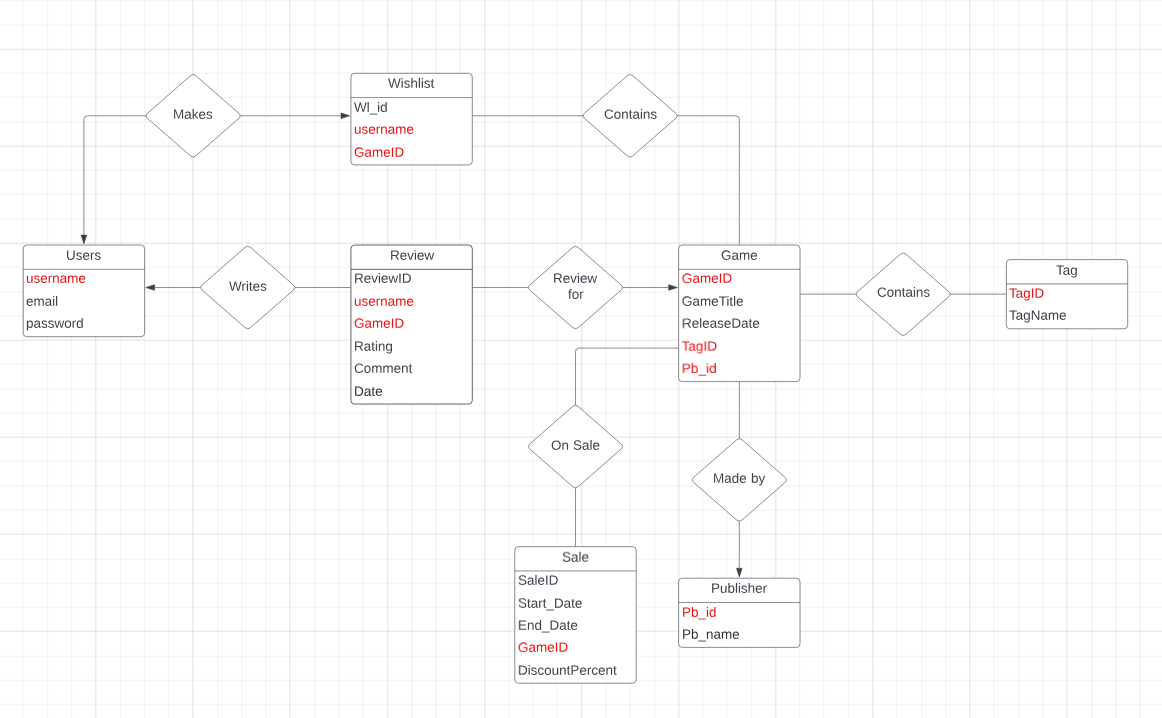 Makes
Wishlist
Wl_id
username
GameID
Contains
Users
username
email
password
Writes
Review
ReviewID
username
GameID
Rating
Comment
Date
Review
for
Game
GameID
GameTitle
ReleaseDate
TagID
Pb_id
Contains
Tag
TagID
TagName
On Sale
Made by
Sale
SaleID
Start_Date
End_Date
GameID
DiscountPercent
Publisher
Pb_id
Pb_name